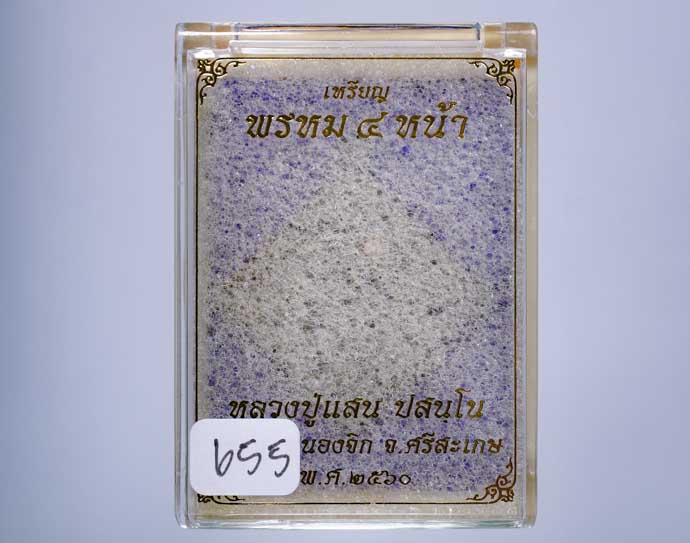 เหรียญ
พรหม ๔ หน้า
หลวงปู่แสน ปสนฺโน
หนองจิก จ.ศรีสะเกษ
พ.ศ.๒๕๖๐
655